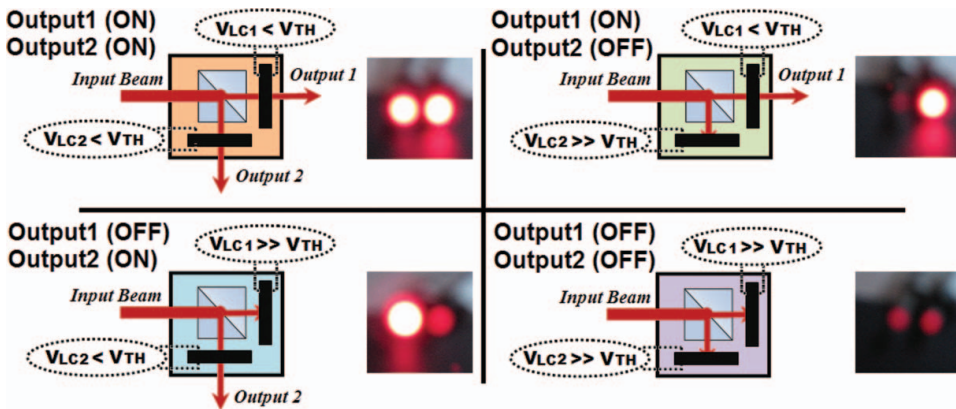 Output1 (ON)
Output2 (ON)
VLC1 < VTH
Input Beam
Output 1
VLC2 < VTH
Output 2
Output1 (ON)
Output2 (OFF)
VLC1 < VTH
Input Beam
Output 1
VLC2 >> VTH
Output1 (OFF)
Output2 (ON)
VLC1 >> VTH
Input Beam
VLC2 < VTH
Output 2
Output1 (OFF)
Output2 (OFF)
VLC1 >> VTH
Input Beam
VLC2 >> VTH